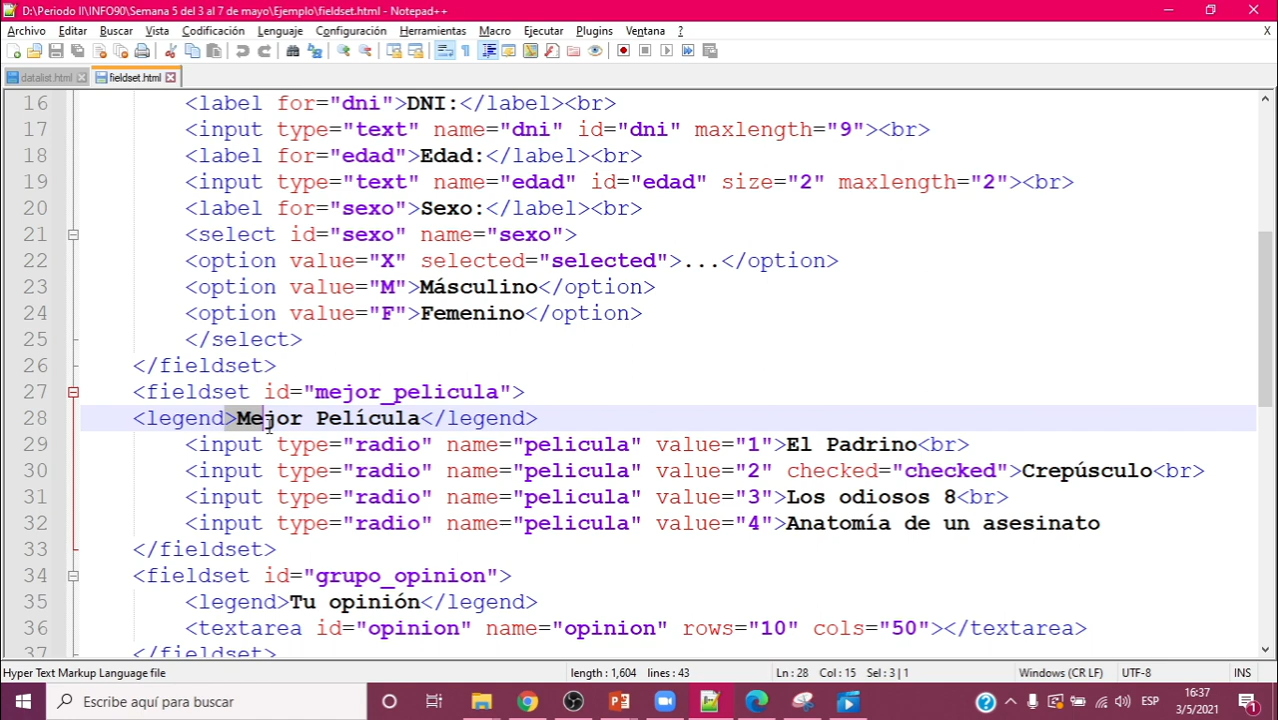 D:\Periodo II\INFO90\Semana 5 del 3 al 7 de mayo\Ejemplo\fieldset.html - Notepad++
Archivo Editar Buscar Vista Codificación Lenguaje Configuración Herramientas Macro Ejecutar Plugins Ventana ? X
datalist.html fieldset.html
16 <label for="dni">DNI:</label><br>
17 <input type="text" name="dni" id="dni" maxlength="9"><br>
18 <label for="edad">Edad:</label><br>
19 <input type="text" name="edad" id="edad" size="2" maxlength="2"><br>
20 <label for="sexo">Sexo:</label><br>
21 <select id="sexo" name="sexo">
22 <option value="X" selected="selected">...</option>
23 <option value="M">Másculino</option>
24 <option value="F">Femenino</option>
25 </select>
26 </fieldset>
27 <fieldset id="mejor_pelicula">
28 <legend>Mejor Película</legend>
29 <input type="radio" name="pelicula" value="1">El Padrino<br>
30 <input type="radio" name="pelicula" value="2" checked="checked">Crepúsculo<br>
31 <input type="radio" name="pelicula" value="3">Los odiosos 8<br>
32 <input type="radio" name="pelicula" value="4">Anatomía de un asesinato
33 </fieldset>
34 <fieldset id="grupo_opinion">
35 <legend>Tu opinión</legend>
36 <textarea id="opinion" name="opinion" rows="10" cols="50"></textarea>
37 </fieldset>
Hyper Text Markup Language file length : 1,604 lines : 43 Ln : 28 Col : 15 Sel : 3 | 1 Windows (CR LF) UTF-8 INS
Escribe aquí para buscar ESP 16:37
3/5/2021 1